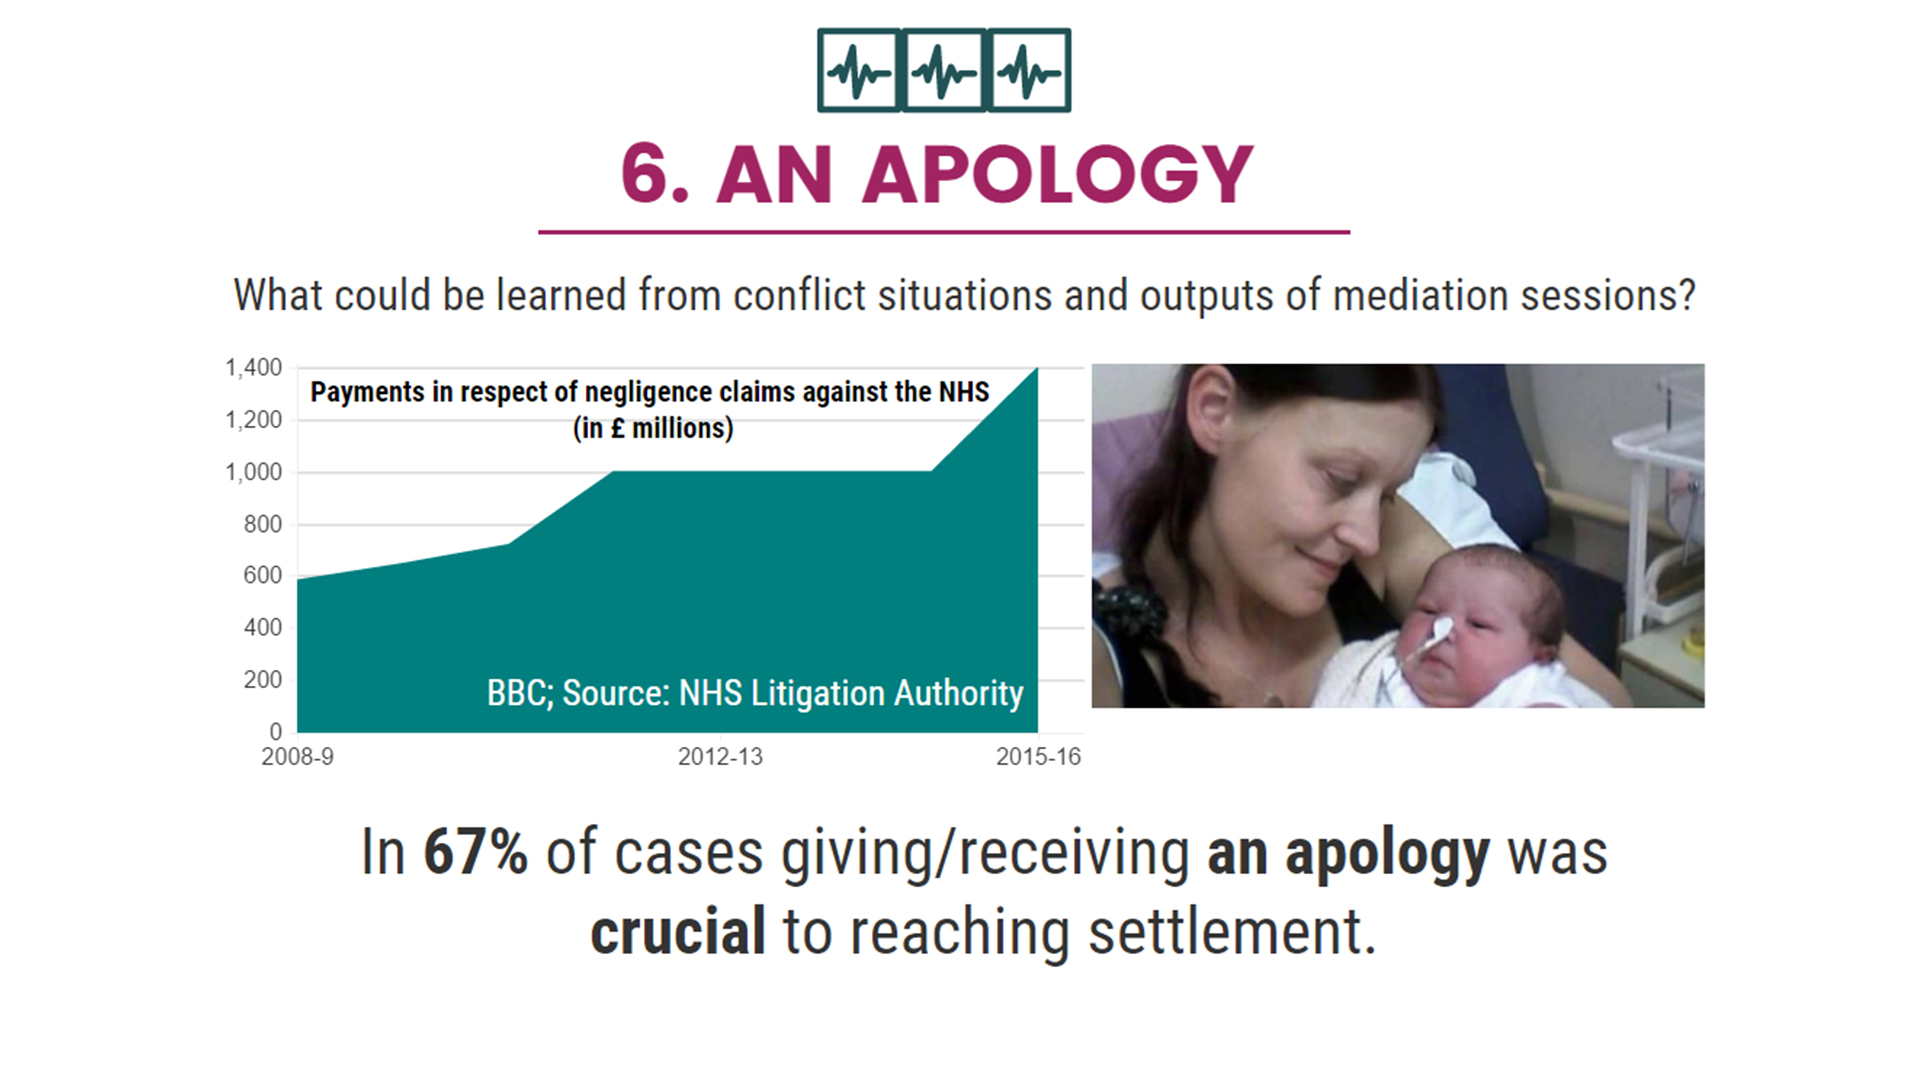 6. AN APOLOGY
What could be learned from conflict situations and outputs of mediation sessions?
Payments in respect of negligence claims against the NHS
(in £ millions)
1,400
1,200
1,000
800
600
400
200
0
BBC; Source: NHS Litigation Authority
2008-9
2012-13
2015-16
In 67% of cases giving/receiving an apology was
crucial to reaching settlement.